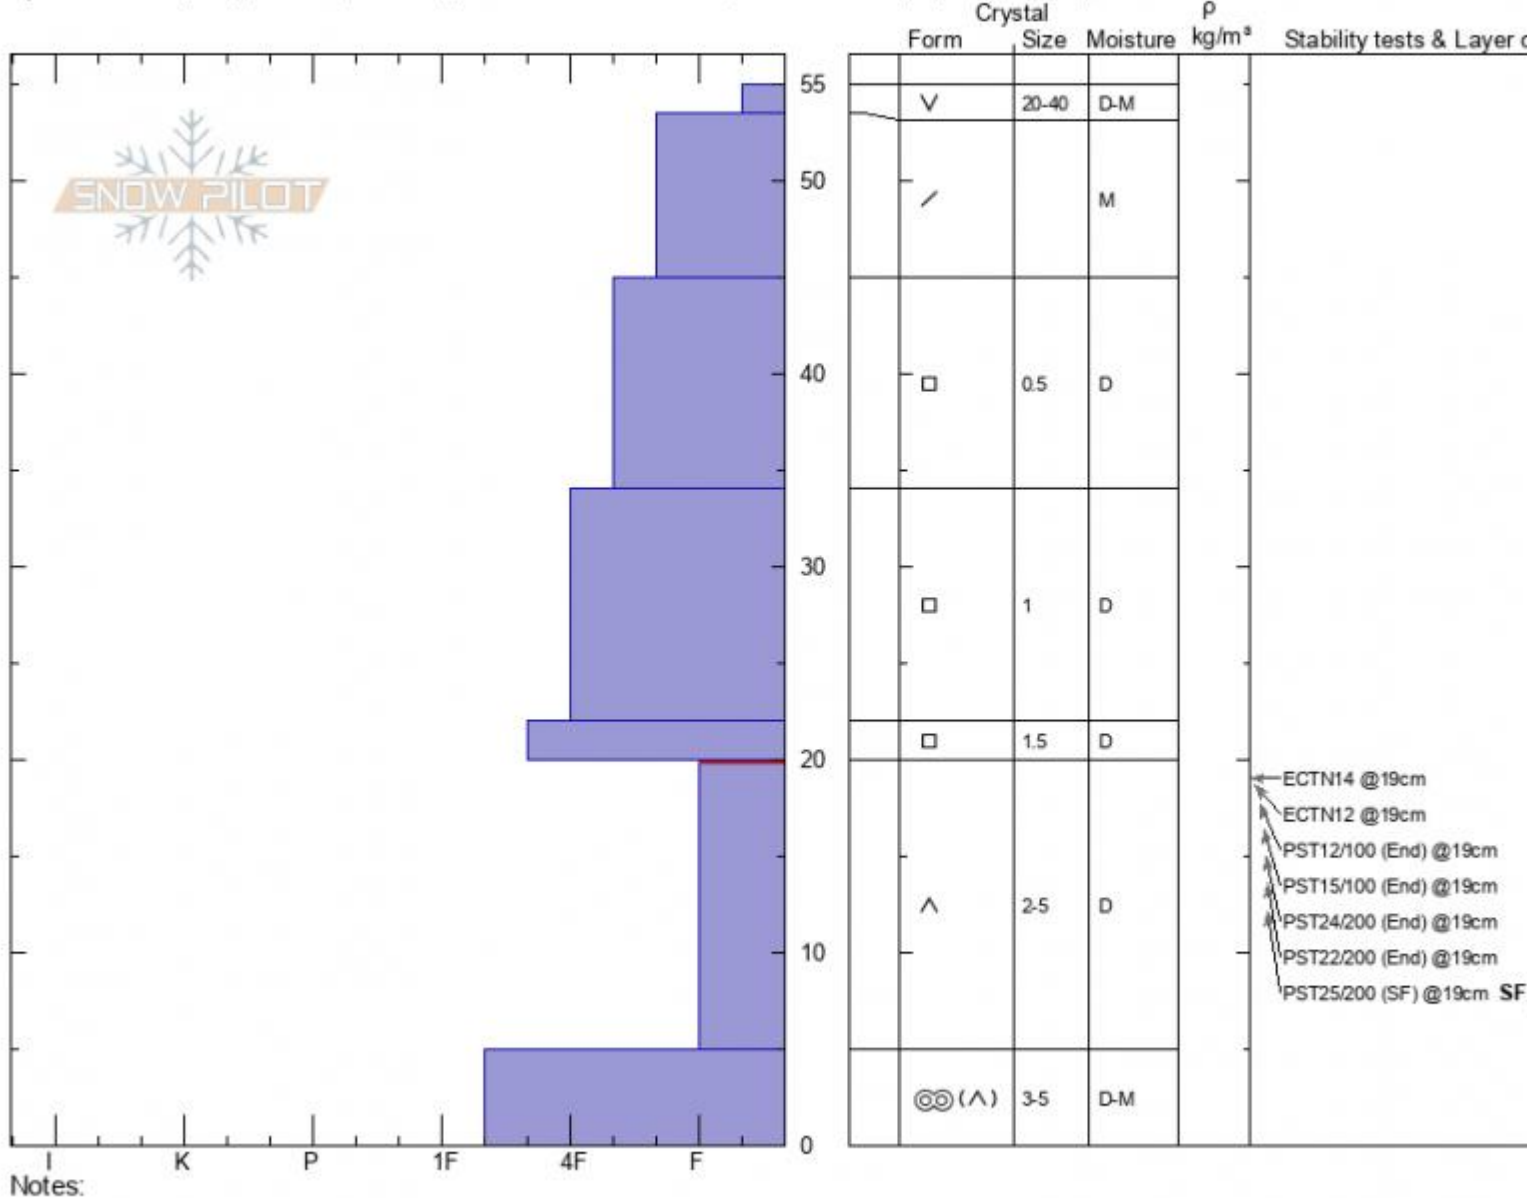 Crystal
ρ
Form Size Moisture kg/m³ Stability tests & Layer
SNOW PILOT
55
20-40 D-M
50
M
40
0.5 D
30
1 D
1.5 D
20
ECTN14 @19cm
ECTN12 @19cm
PST12/100 (End) @19cm
PST15/100 (End) @19cm
2-5 D
PST24/200 (End) @19cm
10
PST22/200 (End) @19cm
PST25/200 (SF) @19cm SF
3-5 D-M
0
I K P 1F 4F F
Notes: